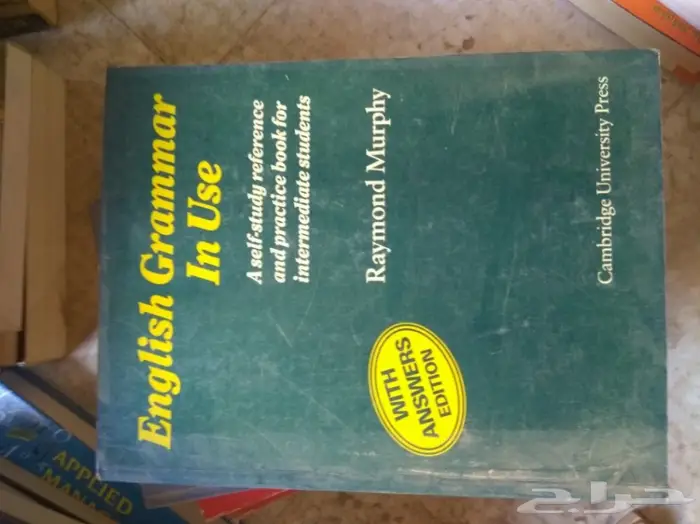 English Grammar
In Use
A self-study reference
and practice book for
intermediate students
Raymond Murphy
WITH
ANSWERS
EDITION
Cambridge University Press
APPLIED
حراج